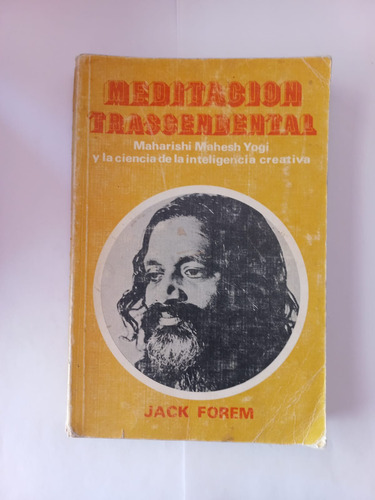 MEDITACION
TRASCENDENTAL
Maharishi Mahesh Yogi
y la ciencia de la inteligencia creativa
JACK FOREM